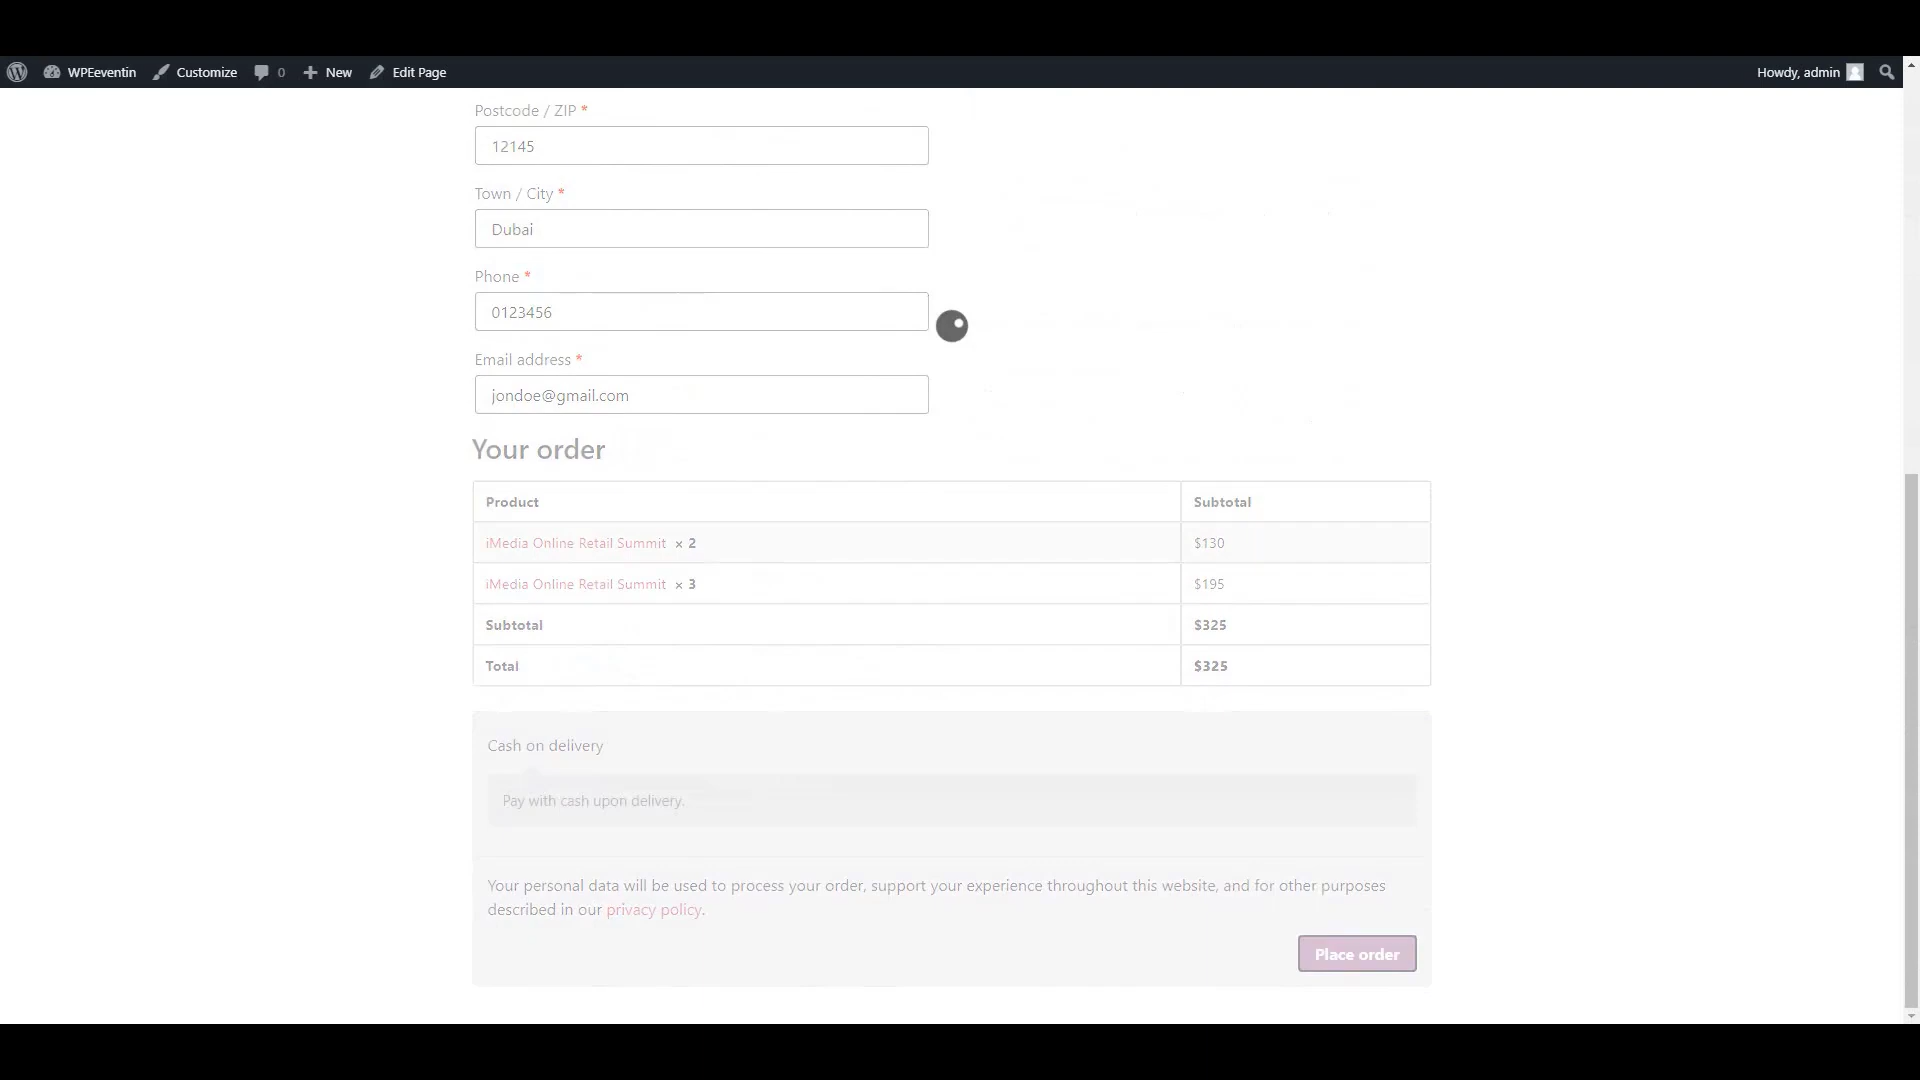 WPEeventin Customize 0 New Edit Page Howdy, admin
Postcode / ZIP *
12145
Town / City *
Dubai
Phone *
0123456
Email address *
jondoe@gmail.com
Your order
Product Subtotal
iMedia Online Retail Summit × 2 $130
iMedia Online Retail Summit × 3 $195
Subtotal $325
Total $325
Cash on delivery
Pay with cash upon delivery.
Your personal data will be used to process your order, support your experience throughout this website, and for other purposes
described in our privacy policy.
Place order